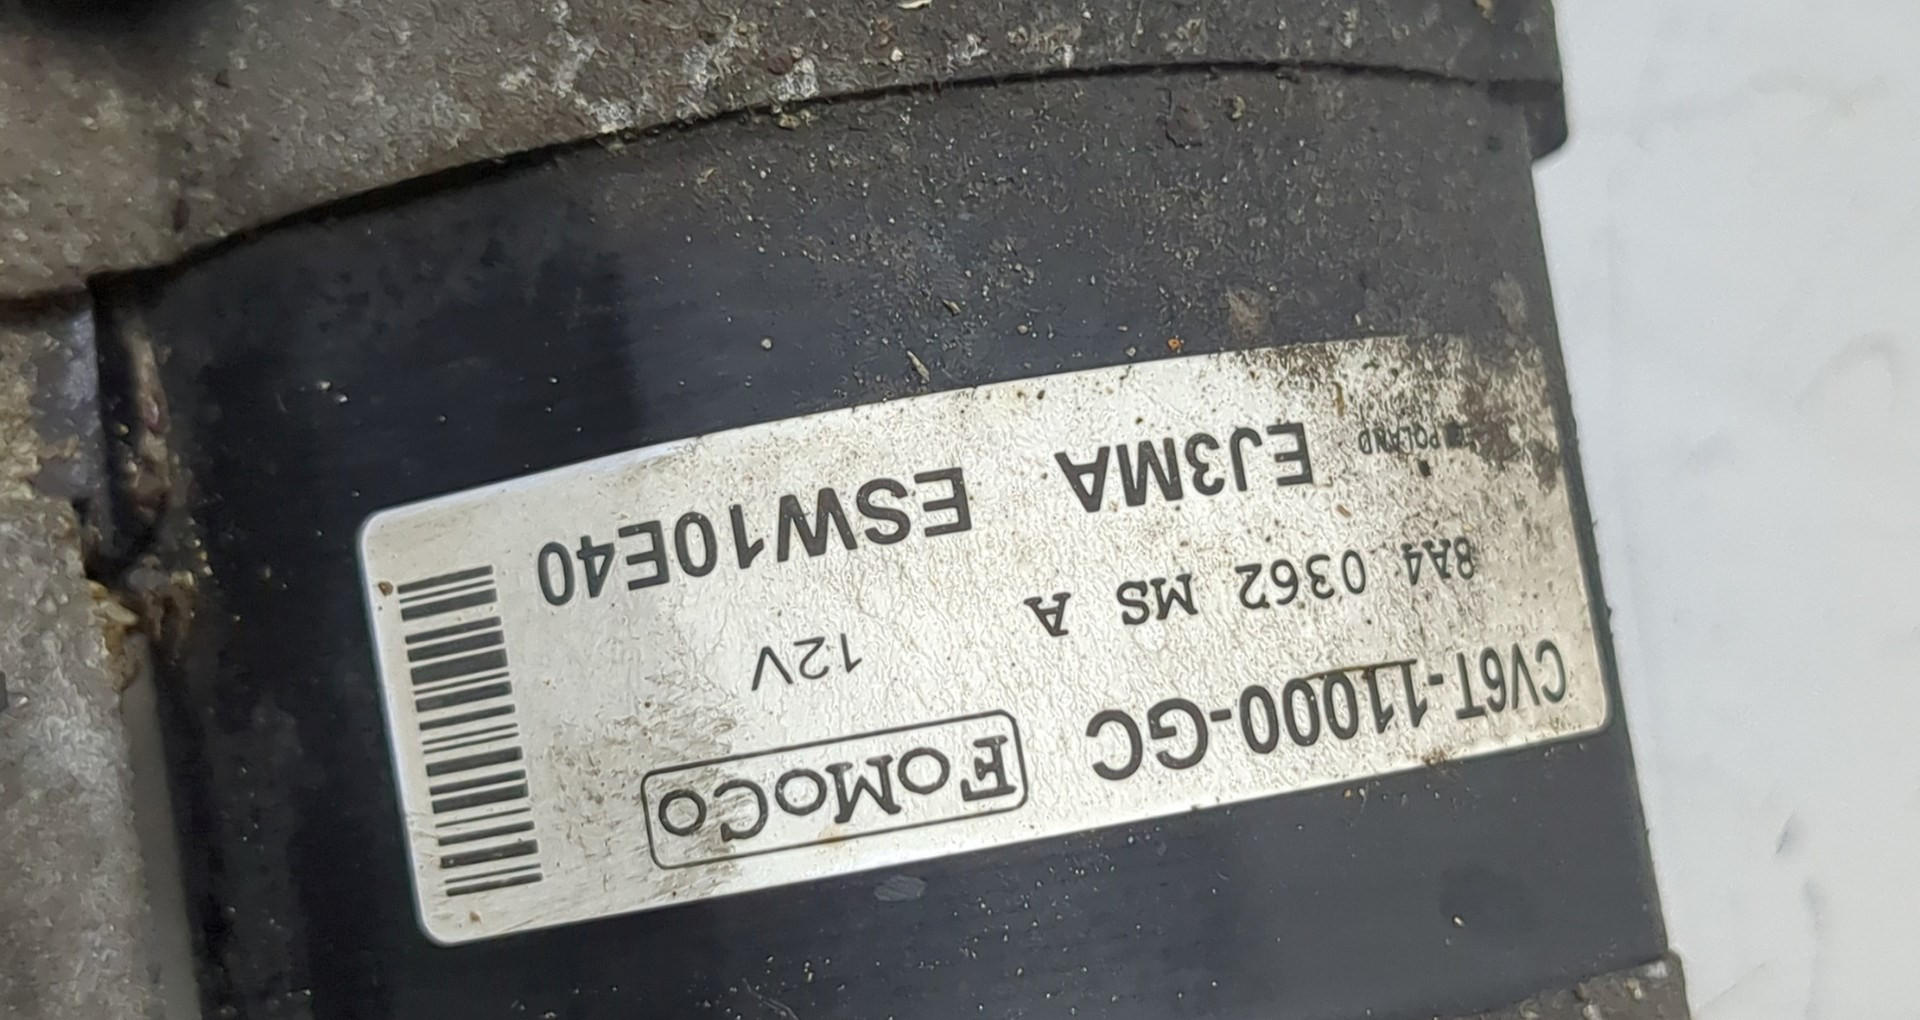 CV6T-11000-GC FoMoCo
8A4 0362 MS A 12V
EJ3MA ESW10E40
POLAND